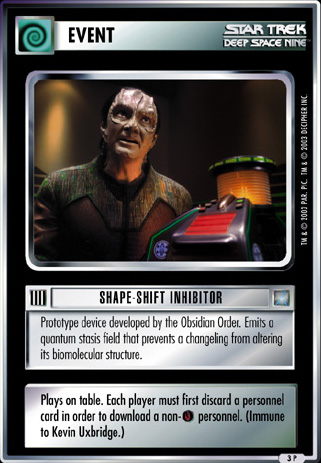 EVENT
STAR TREK
DEEP SPACE NINE™
TM & © 2003 PAR. PIC. TM & © 2003 DECIPHER INC.
SHAPE-SHIFT INHIBITOR
Prototype device developed by the Obsidian Order. Emits a
quantum stasis field that prevents a changeling from altering
its biomolecular structure.
Plays on table. Each player must first discard a personnel
card in order to download a non- personnel. (Immune
to Kevin Uxbridge.)
3 P